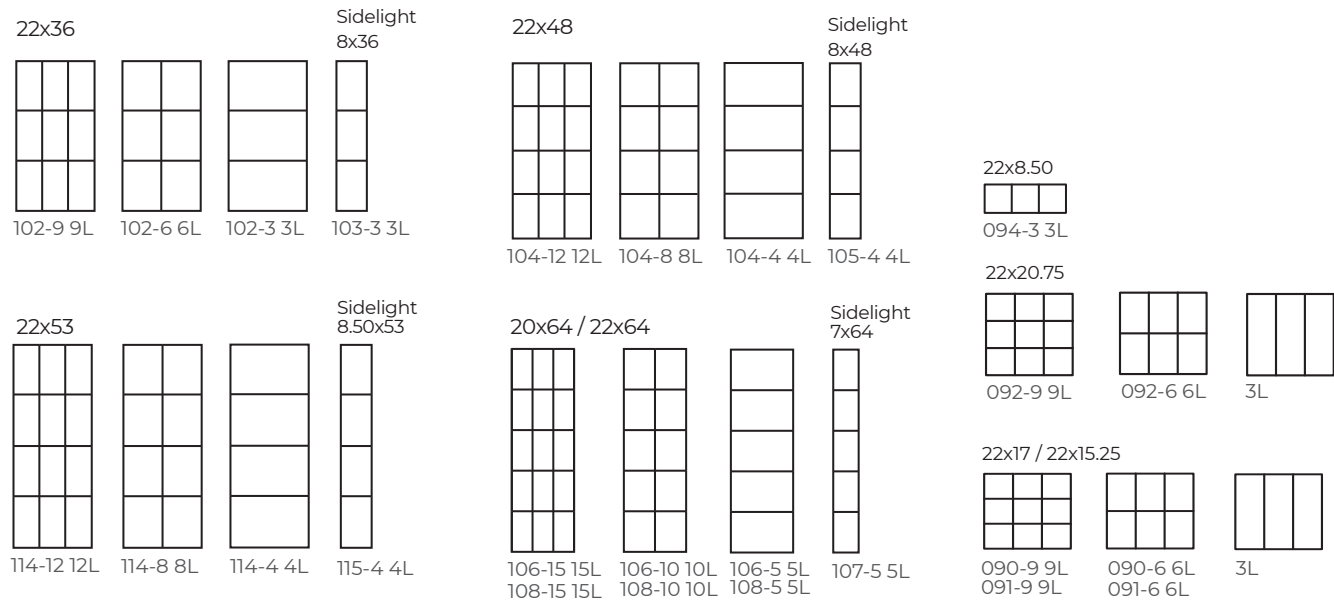 22x36
Sidelight
8x36
102-9 9L
102-6 6L
102-3 3L
103-3 3L
22x48
Sidelight
8x48
104-12 12L
104-8 8L
104-4 4L
105-4 4L
22x53
Sidelight
8.50x53
114-12 12L
114-8 8L
114-4 4L
115-4 4L
20x64 / 22x64
Sidelight
7x64
106-15 15L
108-15 15L
106-10 10L
108-10 10L
106-5 5L
108-5 5L
107-5 5L
22x8.50
094-3 3L
22x20.75
092-9 9L
092-6 6L
3L
22x17 / 22x15.25
090-9 9L
091-9 9L
090-6 6L
091-6 6L
3L